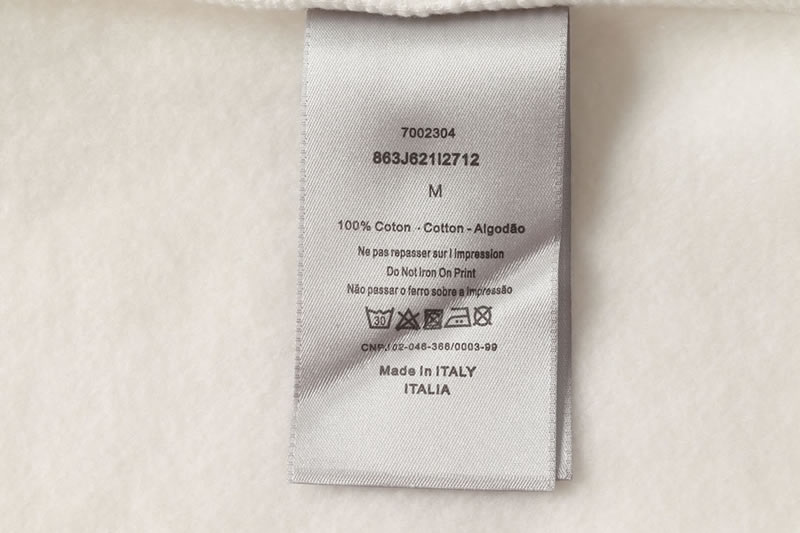 7002304
863J621I2712
M
100% Coton - Cotton - Algodão
Ne pas repasser sur l impression
Do Not Iron On Print
Não passar o ferro sobre a impressão
30
CNPJ 02-046-366/0003-99
Made In ITALY
ITALIA